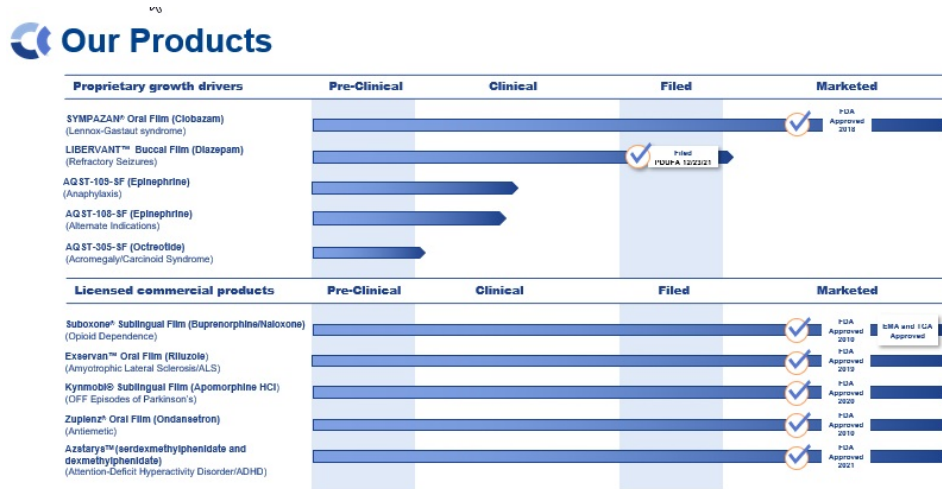 Our Products
Proprietary growth drivers Pre-Clinical Clinical Filed Marketed
SYMPAZAN® Oral Film (Clobazam)
(Lennox-Gastaut syndrome)
FDA
Approved
2018
LIBERVANT™ Buccal Film (Diazepam)
(Refractory Seizures)
Filed
PDUFA 12/23/21
AQST-109-SF (Epinephrine)
(Anaphylaxis)
AQST-108-SF (Epinephrine)
(Alternate Indications)
AQST-305-SF (Octreotide)
(Acromegaly/Carcinoid Syndrome)
Licensed commercial products Pre-Clinical Clinical Filed Marketed
Suboxone® Sublingual Film (Buprenorphine/Naloxone)
(Opioid Dependence)
FDA
Approved
2010
EMA and TGA
Approved
Exservan™ Oral Film (Riluzole)
(Amyotrophic Lateral Sclerosis/ALS)
FDA
Approved
2019
Kynmobi® Sublingual Film (Apomorphine HCl)
(OFF Episodes of Parkinson's)
FDA
Approved
2020
Zuplenz® Oral Film (Ondansetron)
(Antiemetic)
FDA
Approved
2010
Azstarys™(serdexmethylphenidate and
dexmethylphenidate)
(Attention-Deficit Hyperactivity Disorder/ADHD)
FDA
Approved
2021